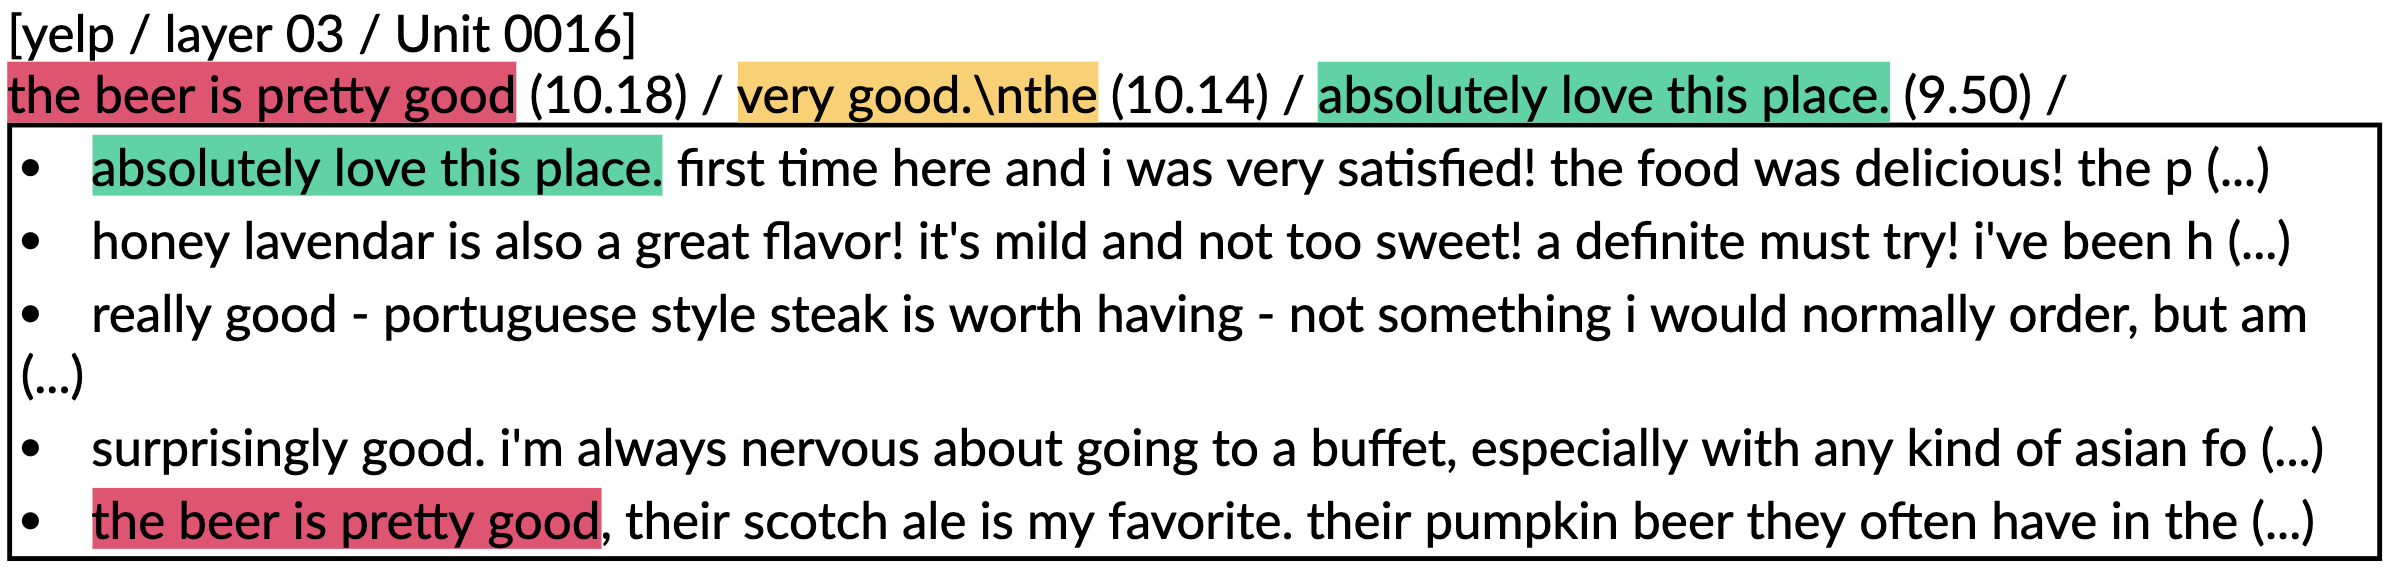 [yelp / layer 03 / Unit 0016]
the beer is pretty good (10.18) / very good.\nthe (10.14) / absolutely love this place. (9.50) /
• absolutely love this place. first time here and i was very satisfied! the food was delicious! the p (...)
• honey lavendar is also a great flavor! it's mild and not too sweet! a definite must try! i've been h (...)
• really good - portuguese style steak is worth having - not something i would normally order, but am
(...)
• surprisingly good. i'm always nervous about going to a buffet, especially with any kind of asian fo (...)
• the beer is pretty good, their scotch ale is my favorite. their pumpkin beer they often have in the (...)